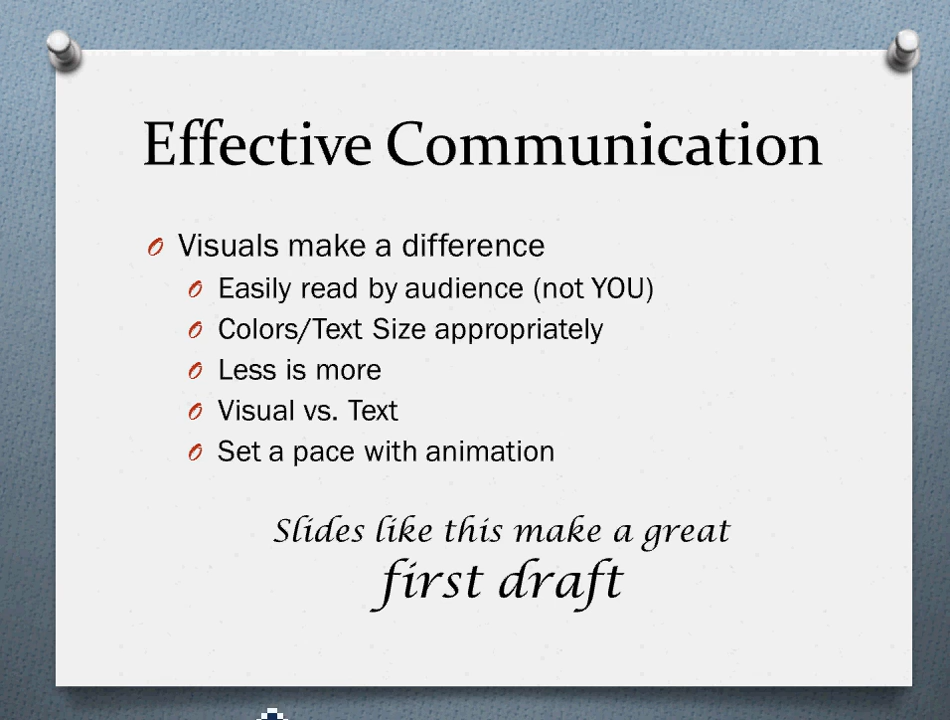 Effective Communication
Visuals make a difference
Easily read by audience (not YOU)
Colors/Text Size appropriately
Less is more
Visual vs. Text
Set a pace with animation
Slides like this make a great
first draft